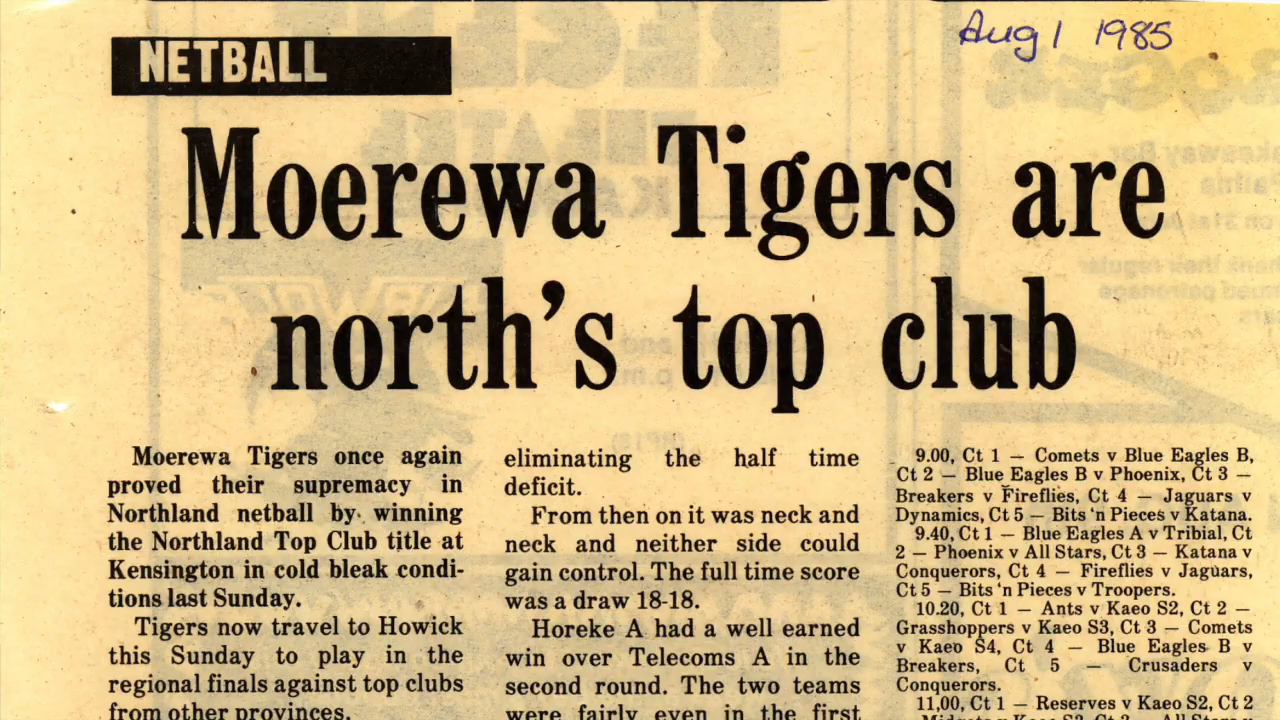 Aug 1 1985
NETBALL
Moerewa Tigers are
north's top club
Moerewa Tigers once again
proved their supremacy in
Northland netball by winning
the Northland Top Club title at
Kensington in cold bleak condi-
tions last Sunday.
Tigers now travel to Howick
this Sunday to play in the
regional finals against top clubs
from other provinces.
eliminating the half time
deficit.
From then on it was neck and
neck and neither side could
gain control. The full time score
was a draw 18-18.
Horeke A had a well earned
win over Telecoms A in the
second round. The two teams
were fairly even in the first
9.00, Ct 1 — Comets v Blue Eagles B,
Ct 2 — Blue Eagles B v Phoenix, Ct 3 —
Breakers v Fireflies, Ct 4 — Jaguars v
Dynamics, Ct 5 — Bits 'n Pieces v Katana.
9.40, Ct 1 — Blue Eagles A v Tribial, Ct
2 — Phoenix v All Stars, Ct 3 — Katana v
Conquerors, Ct 4 — Fireflies v Jaguars,
Ct 5 — Bits 'n Pieces v Troopers.
10.20, Ct 1 — Ants v Kaeo S2, Ct 2 —
Grasshoppers v Kaeo S3, Ct 3 — Comets
v Kaeo S4, Ct 4 — Blue Eagles B v
Breakers, Ct 5 — Crusaders v
Conquerors.
11,00, Ct 1 — Reserves v Kaeo S2, Ct 2